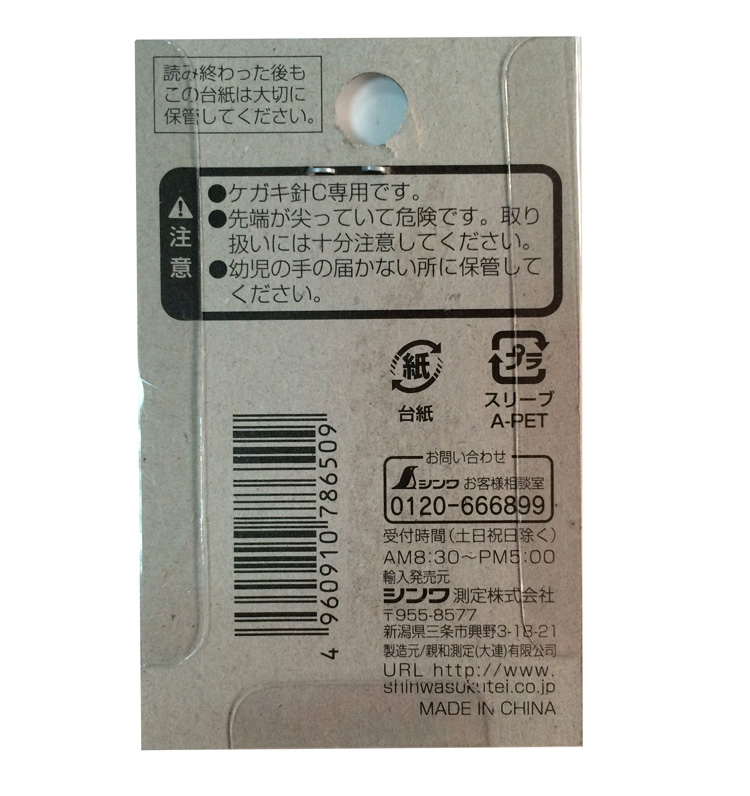 読み終わった後も
この台紙は大切に
保管してください。
注意
●ケガキ針C専用です。
●先端が尖っていて危険です。取り
扱いには十分注意してください。
●幼児の手の届かない所に保管して
ください。
紙
台紙
プラ
スリーブ
A-PET
4 960910 786509
お問い合わせ
シンワ お客様相談室
0120-666899
受付時間(土日祝日除く)
AM8:30〜PM5:00
輸入発売元
シンワ測定株式会社
〒955-8577
新潟県三条市興野3-18-21
製造元/親和測定(大連)有限公司
URL http://www.
shinwasokutei.co.jp
MADE IN CHINA